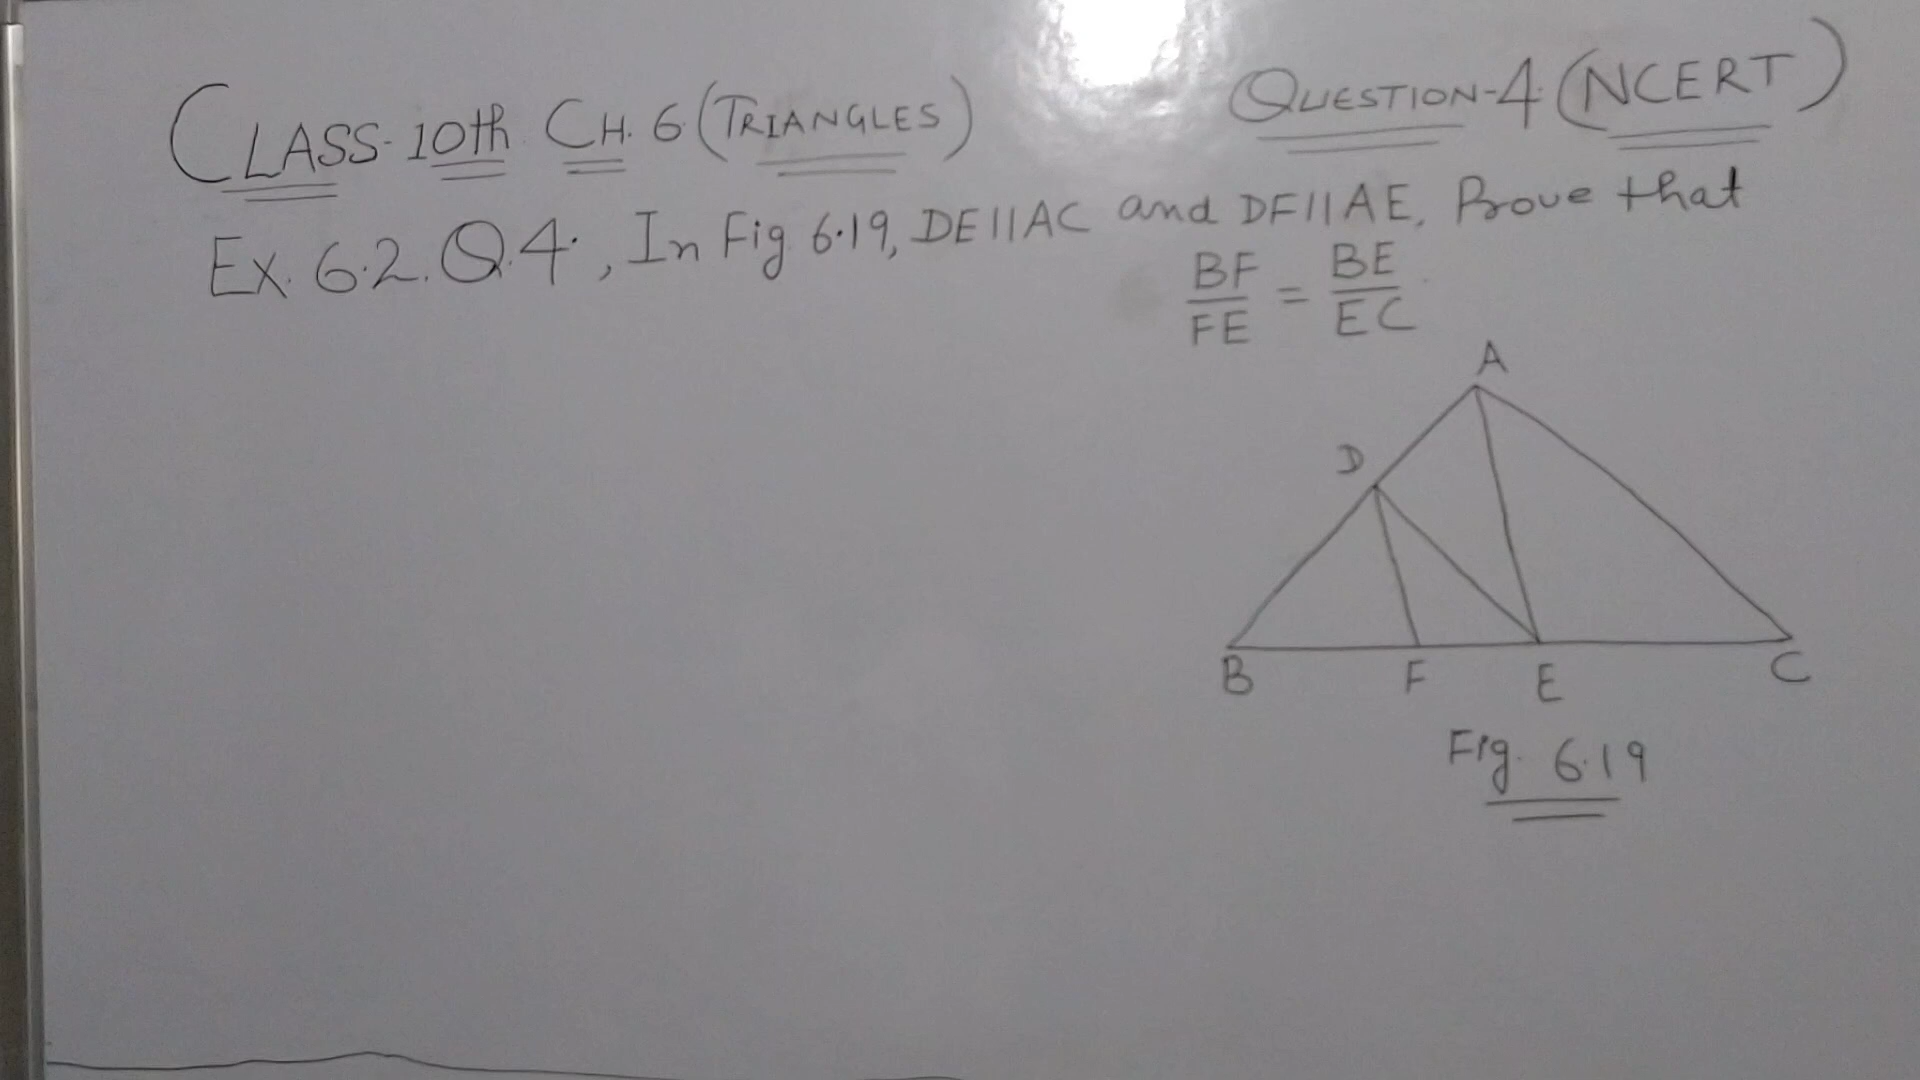 CLASS-10th CH. 6 (TRIANGLES)
QUESTION-4 (NCERT)
Ex. 6.2. Q.4., In Fig 6.19, DE||AC and DF||AE, Prove that
BF/FE = BE/EC
A
D
B F E C
Fig. 6.19